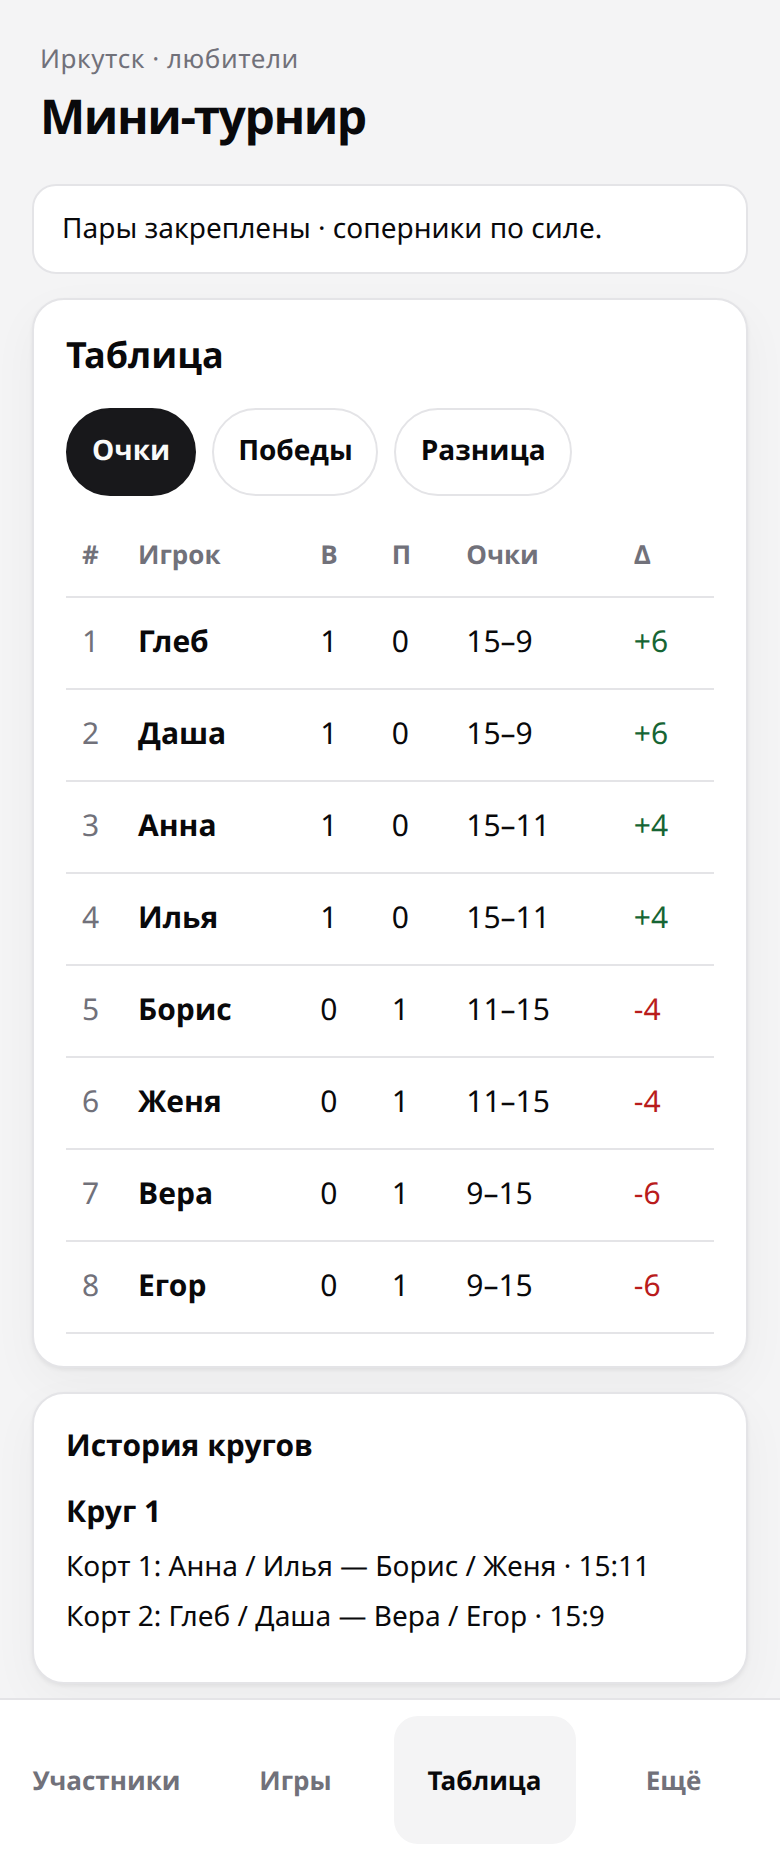 Иркутск · любители
Мини-турнир
Пары закреплены · соперники по силе.
Таблица
Очки Победы Разница
# Игрок В П Очки Δ
1 Глеб 1 0 15–9 +6
2 Даша 1 0 15–9 +6
3 Анна 1 0 15–11 +4
4 Илья 1 0 15–11 +4
5 Борис 0 1 11–15 -4
6 Женя 0 1 11–15 -4
7 Вера 0 1 9–15 -6
8 Егор 0 1 9–15 -6
История кругов
Круг 1
Корт 1: Анна / Илья — Борис / Женя · 15:11
Корт 2: Глеб / Даша — Вера / Егор · 15:9
Участники Игры Таблица Ещё